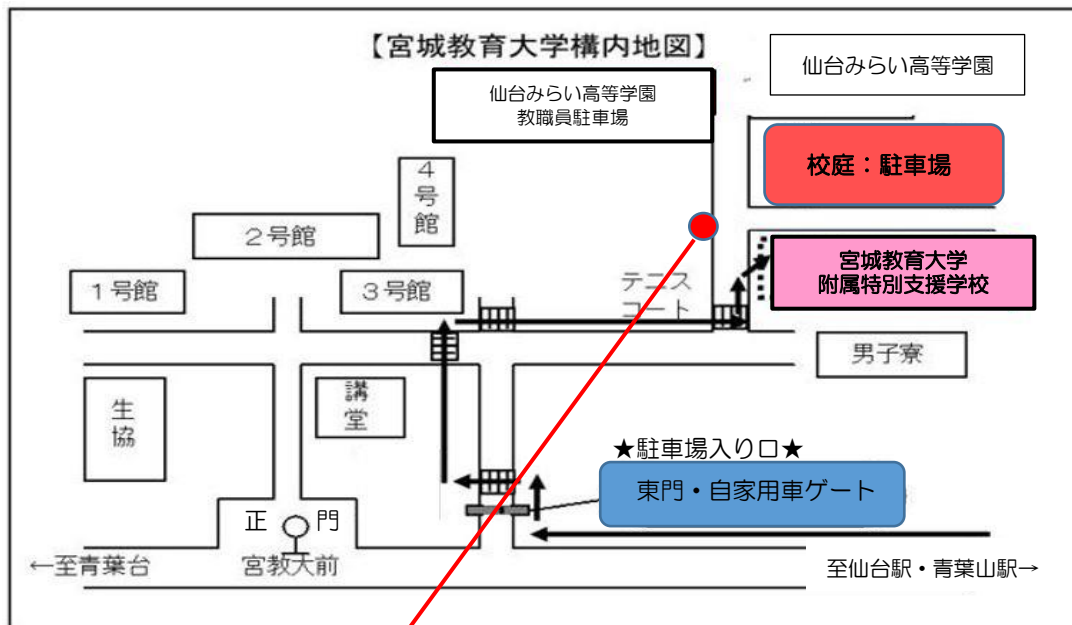 【宮城教育大学構内地図】
仙台みらい高等学園
仙台みらい高等学園
教職員駐車場
校庭：駐車場
4号館
2号館
宮城教育大学
附属特別支援学校
1号館
3号館
テニス
コート
男子寮
生協
講堂
★駐車場入り口★
東門・自家用車ゲート
正門
←至青葉台
宮教大前
至仙台駅・青葉山駅→